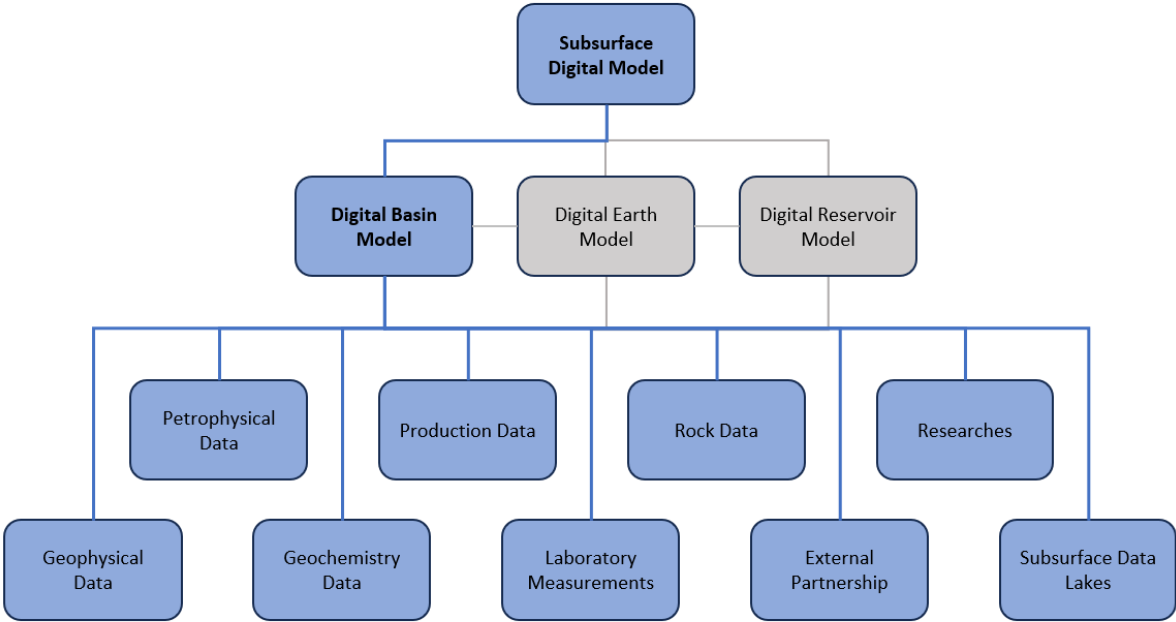 Subsurface
Digital Model
Digital Basin
Model
Digital Earth
Model
Digital Reservoir
Model
Petrophysical
Data
Production Data
Rock Data
Researches
Geophysical
Data
Geochemistry
Data
Laboratory
Measurements
External
Partnership
Subsurface Data
Lakes